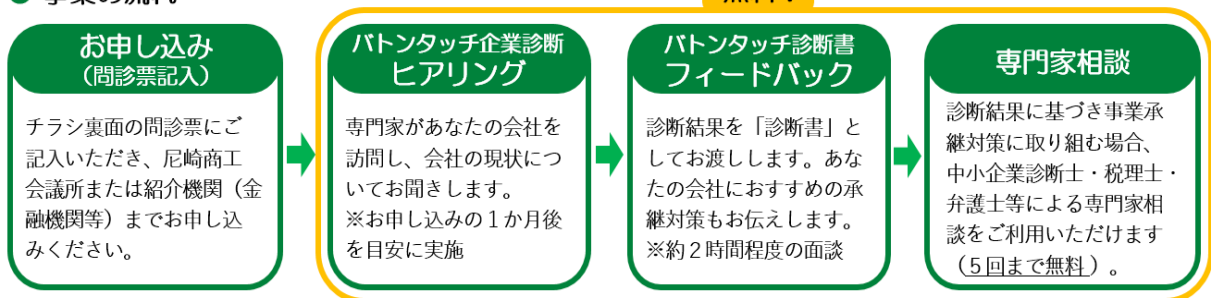 お申し込み
（問診票記入）
チラシ裏面の問診票にご
記入いただき、尼崎商工
会議所または紹介機関（金
融機関等）までお申し込
みください。
バトンタッチ企業診断
ヒアリング
専門家があなたの会社を
訪問し、会社の現状につ
いてお聞きします。
※お申し込みの１か月後
を目安に実施
バトンタッチ診断書
フィードバック
診断結果を「診断書」と
してお渡しします。あな
たの会社におすすめの承
継対策もお伝えします。
※約２時間程度の面談
専門家相談
診断結果に基づき事業承
継対策に取り組む場合、
中小企業診断士・税理士・
弁護士等による専門家相
談をご利用いただけます
（５回まで無料）。